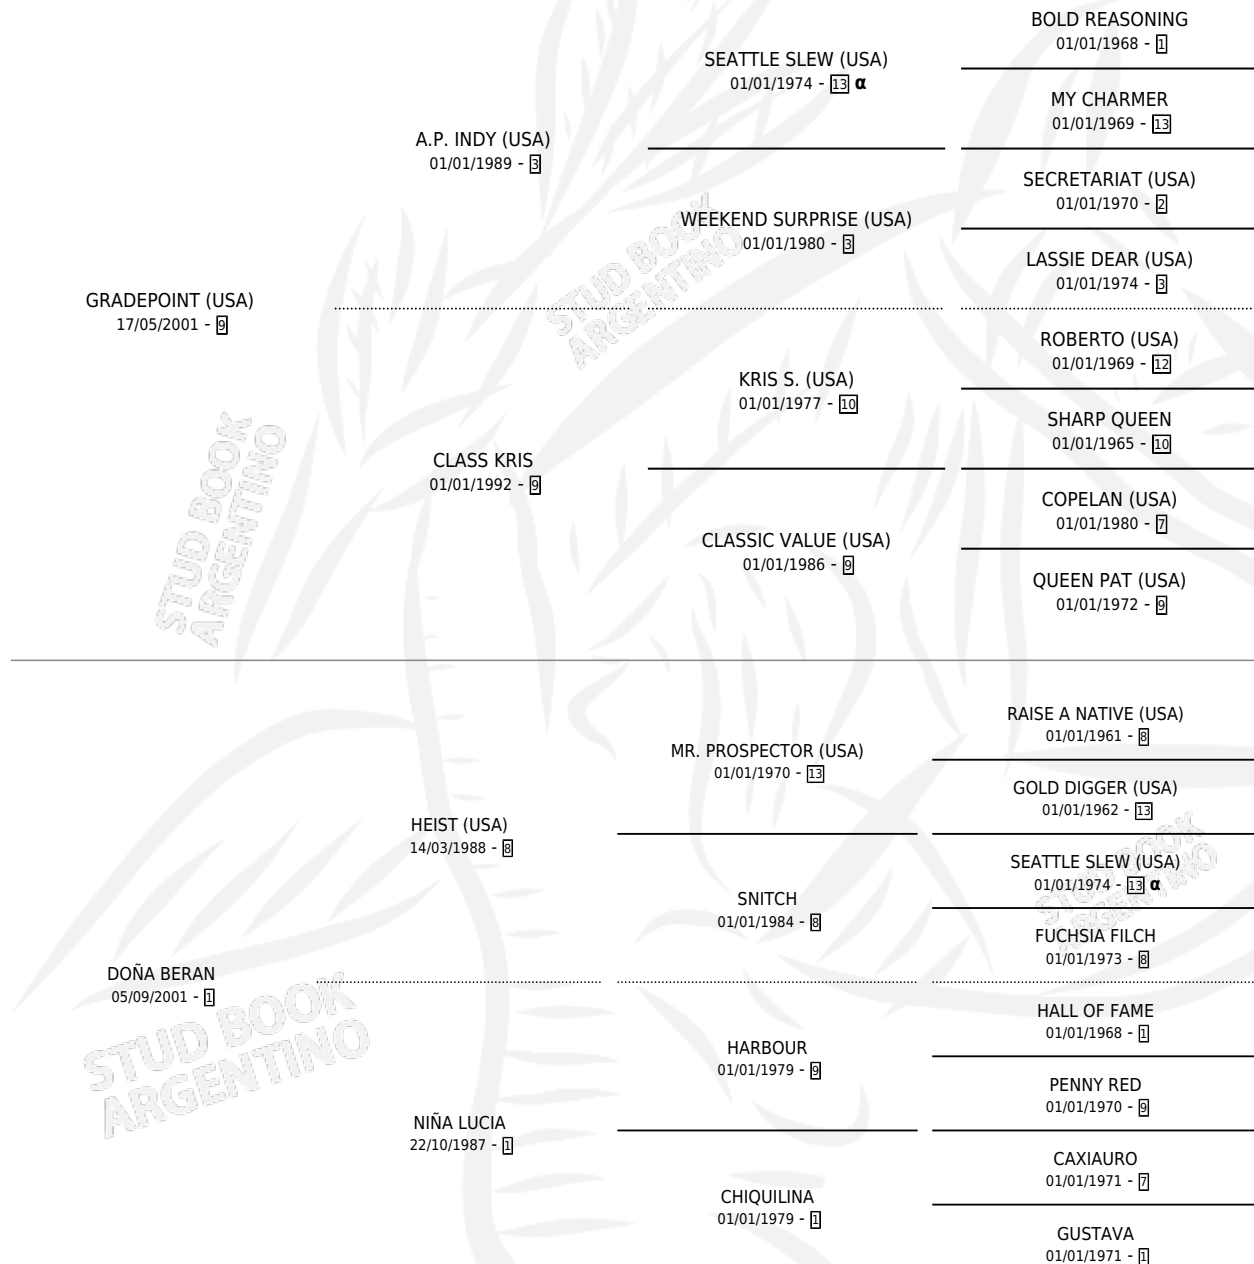 BOLD REASONING
01/01/1968 - 1
SEATTLE SLEW (USA)
01/01/1974 - 13 α
MY CHARMER
01/01/1969 - 13
A.P. INDY (USA)
01/01/1989 - 3
SECRETARIAT (USA)
01/01/1970 - 2
WEEKEND SURPRISE (USA)
01/01/1980 - 3
LASSIE DEAR (USA)
01/01/1974 - 3
GRADEPOINT (USA)
17/05/2001 - 9
ROBERTO (USA)
01/01/1969 - 12
KRIS S. (USA)
01/01/1977 - 10
SHARP QUEEN
01/01/1965 - 10
CLASS KRIS
01/01/1992 - 9
COPELAN (USA)
01/01/1980 - 7
CLASSIC VALUE (USA)
01/01/1986 - 9
QUEEN PAT (USA)
01/01/1972 - 9
RAISE A NATIVE (USA)
01/01/1961 - 8
MR. PROSPECTOR (USA)
01/01/1970 - 13
GOLD DIGGER (USA)
01/01/1962 - 13
HEIST (USA)
14/03/1988 - 8
SEATTLE SLEW (USA)
01/01/1974 - 13 α
SNITCH
01/01/1984 - 8
FUCHSIA FILCH
01/01/1973 - 8
DOÑA BERAN
05/09/2001 - 1
HALL OF FAME
01/01/1968 - 1
HARBOUR
01/01/1979 - 9
PENNY RED
01/01/1970 - 9
NIÑA LUCIA
22/10/1987 - 1
CAXIAURO
01/01/1971 - 7
CHIQUILINA
01/01/1979 - 1
GUSTAVA
01/01/1971 - 1
STUD BOOK
ARGENTINO
STUD BOOK
ARGENTINO
STUD BOOK
ARGENTINO
STUD BOOK
ARGENTINO